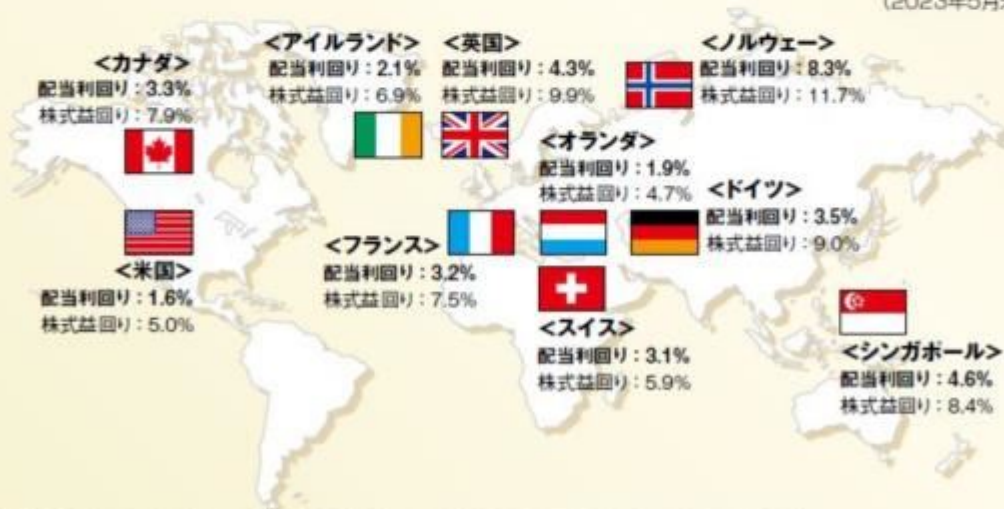 (2023年5月
<カナダ>
配当利回り:3.3%
株式益回り:7.9%
<アイルランド>
配当利回り:2.1%
株式益回り:6.9%
<英国>
配当利回り:4.3%
株式益回り:9.9%
<ノルウェー>
配当利回り:8.3%
株式益回り:11.7%
<オランダ>
配当利回り:1.9%
株式益回り:4.7%
<ドイツ>
配当利回り:3.5%
株式益回り:9.0%
<フランス>
配当利回り:3.2%
株式益回り:7.5%
<米国>
配当利回り:1.6%
株式益回り:5.0%
<スイス>
配当利回り:3.1%
株式益回り:5.9%
<シンガポール>
配当利回り:4.6%
株式益回り:8.4%